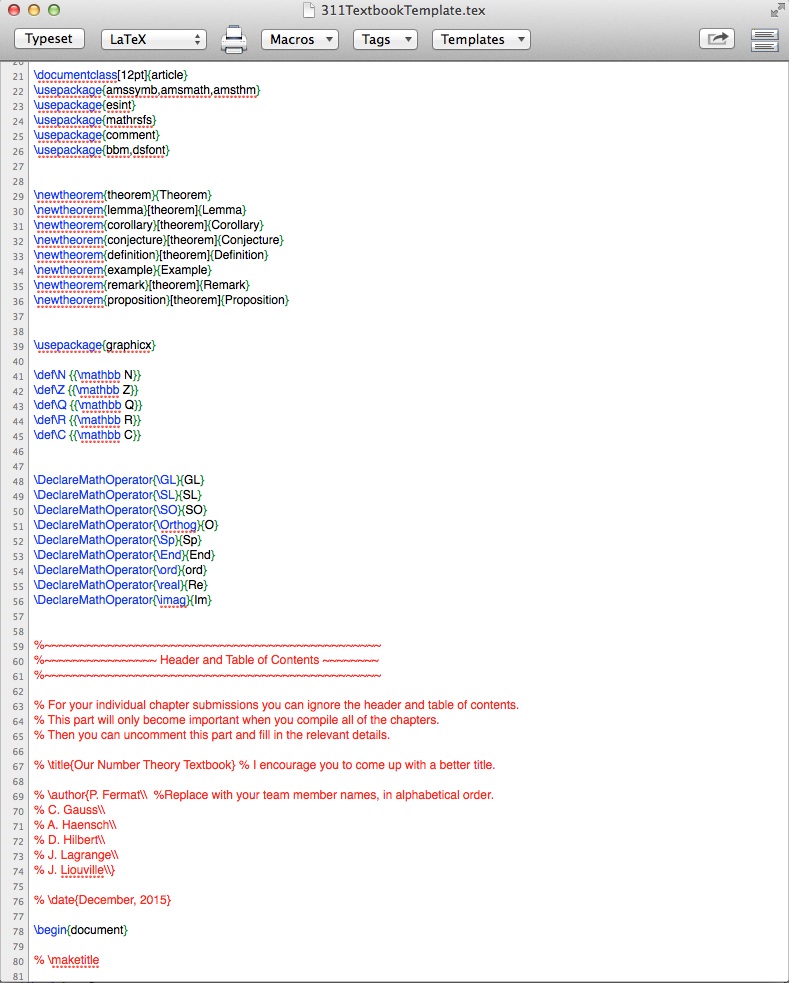 311TextbookTemplate.tex
Typeset LaTeX Macros Tags Templates
20
21 \documentclass[12pt]{article}
22 \usepackage{amssymb,amsmath,amsthm}
23 \usepackage{esint}
24 \usepackage{mathrsfs}
25 \usepackage{comment}
26 \usepackage{bbm,dsfont}
27
28
29 \newtheorem{theorem}{Theorem}
30 \newtheorem{lemma}[theorem]{Lemma}
31 \newtheorem{corollary}[theorem]{Corollary}
32 \newtheorem{conjecture}[theorem]{Conjecture}
33 \newtheorem{definition}[theorem]{Definition}
34 \newtheorem{example}{Example}
35 \newtheorem{remark}[theorem]{Remark}
36 \newtheorem{proposition}[theorem]{Proposition}
37
38
39 \usepackage{graphicx}
40
41 \def\N {{\mathbb N}}
42 \def\Z {{\mathbb Z}}
43 \def\Q {{\mathbb Q}}
44 \def\R {{\mathbb R}}
45 \def\C {{\mathbb C}}
46
47
48 \DeclareMathOperator{\GL}{GL}
49 \DeclareMathOperator{\SL}{SL}
50 \DeclareMathOperator{\SO}{SO}
51 \DeclareMathOperator{\Orthog}{O}
52 \DeclareMathOperator{\Sp}{Sp}
53 \DeclareMathOperator{\End}{End}
54 \DeclareMathOperator{\ord}{ord}
55 \DeclareMathOperator{\real}{Re}
56 \DeclareMathOperator{\imag}{Im}
57
58
59 %~~~~~~~~~~~~~~~~~~~~~~~~~~~~~~~~~~~~~~~~~~~~~~~~
60 %~~~~~~~~~~~~~~~~ Header and Table of Contents ~~~~~~~~
61 %~~~~~~~~~~~~~~~~~~~~~~~~~~~~~~~~~~~~~~~~~~~~~~~~
62
63 % For your individual chapter submissions you can ignore the header and table of contents.
64 % This part will only become important when you compile all of the chapters.
65 % Then you can uncomment this part and fill in the relevant details.
66
67 % \title{Our Number Theory Textbook} % I encourage you to come up with a better title.
68
69 % \author{P. Fermat\\ %Replace with your team member names, in alphabetical order.
70 % C. Gauss\\
71 % A. Haensch\\
72 % D. Hilbert\\
73 % J. Lagrange\\
74 % J. Liouville\\}
75
76 % \date{December, 2015}
77
78 \begin{document}
79
80 % \maketitle
81